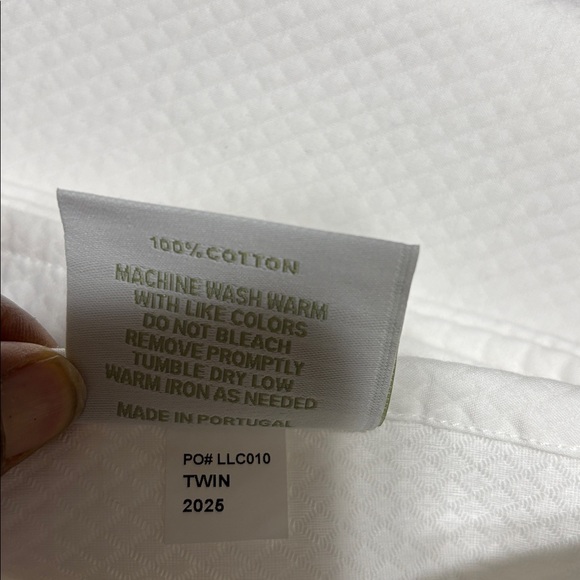 100% COTTON
MACHINE WASH WARM
WITH LIKE COLORS
DO NOT BLEACH
REMOVE PROMPTLY
TUMBLE DRY LOW
WARM IRON AS NEEDED
MADE IN PORTUGAL
PO# LLC010
TWIN
2025